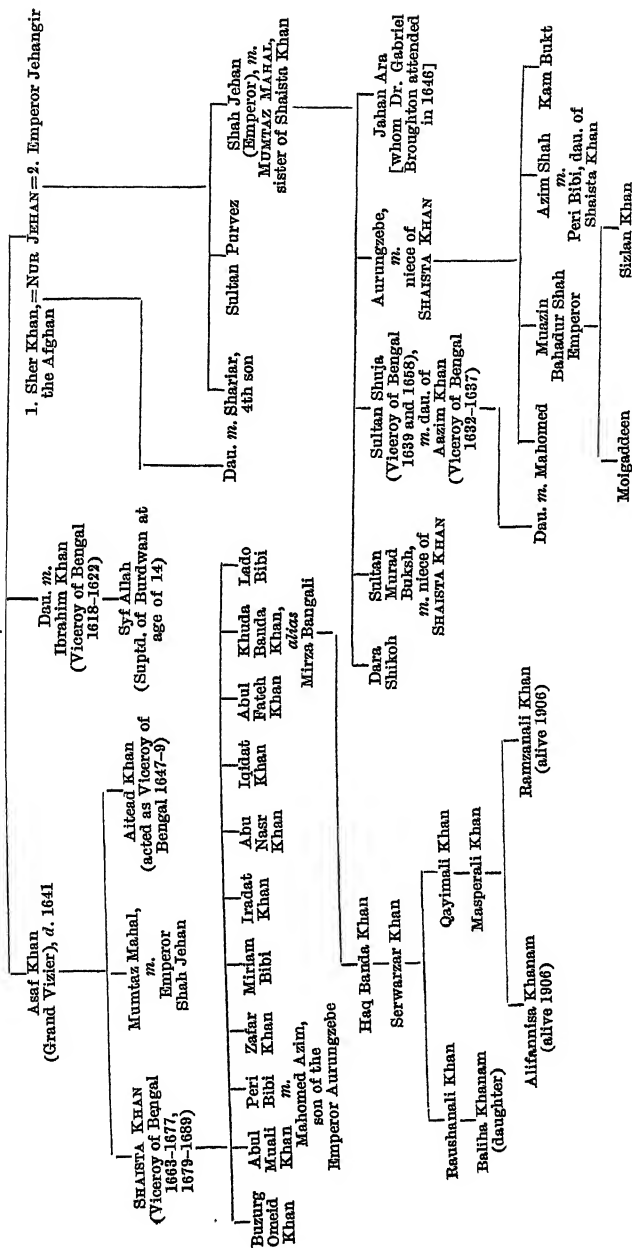 Asaf Khan
(Grand Vizier), d. 1641
Dau. m.
Ibrahim Khan
(Viceroy of Bengal
1618–1622)
Syf Allah
(Suptd. of Burdwan at
age of 14)
1. Sher Khan,=NUR JEHAN=2. Emperor Jehangir
the Afghan
SHAISTA KHAN
(Viceroy of Bengal
1663–1677,
1679–1689)
Mumtaz Mahal,
m.
Emperor
Shah Jehan
Aitead Khan
(acted as Viceroy of
Bengal 1647–9)
Dau. m. Shariar,
4th son
Sultan Purvez
Shah Jehan
(Emperor), m.
MUMTAZ MAHAL,
sister of Shaista Khan
Buzurg
Omeid
Khan
Abul
Muali
Khan
Peri
Bibi
m.
Mahomed Azim,
son of the
Emperor Aurungzebe
Zafar
Khan
Miriam
Bibi
Iradat
Khan
Abu
Nasr
Khan
Iqidat
Khan
Abul
Fateh
Khan
Khuda
Banda
Khan,
alias
Mirza Bangali
Lado
Bibi
Dara
Shikoh
Sultan
Murad
Buksh,
m. niece of
SHAISTA KHAN
Sultan Shuja
(Viceroy of Bengal
1639 and 1658),
m. dau. of
Aazim Khan
(Viceroy of Bengal
1632–1637)
Aurungzebe,
m.
niece of
SHAISTA KHAN
Jahan Ara
[whom Dr. Gabriel
Broughton attended
in 1646]
Haq Banda Khan
Serwarzar Khan
Raushanali Khan
Baliha Khanam
(daughter)
Qayimali Khan
Masperali Khan
Alifannisa Khanam
(alive 1906)
Ramzanali Khan
(alive 1906)
Dau. m. Mahomed
Muazin
Bahadur Shah
Emperor
Azim Shah
m.
Peri Bibi, dau. of
Shaista Khan
Kam Bukt
Moigaddeen
Sizlan Khan